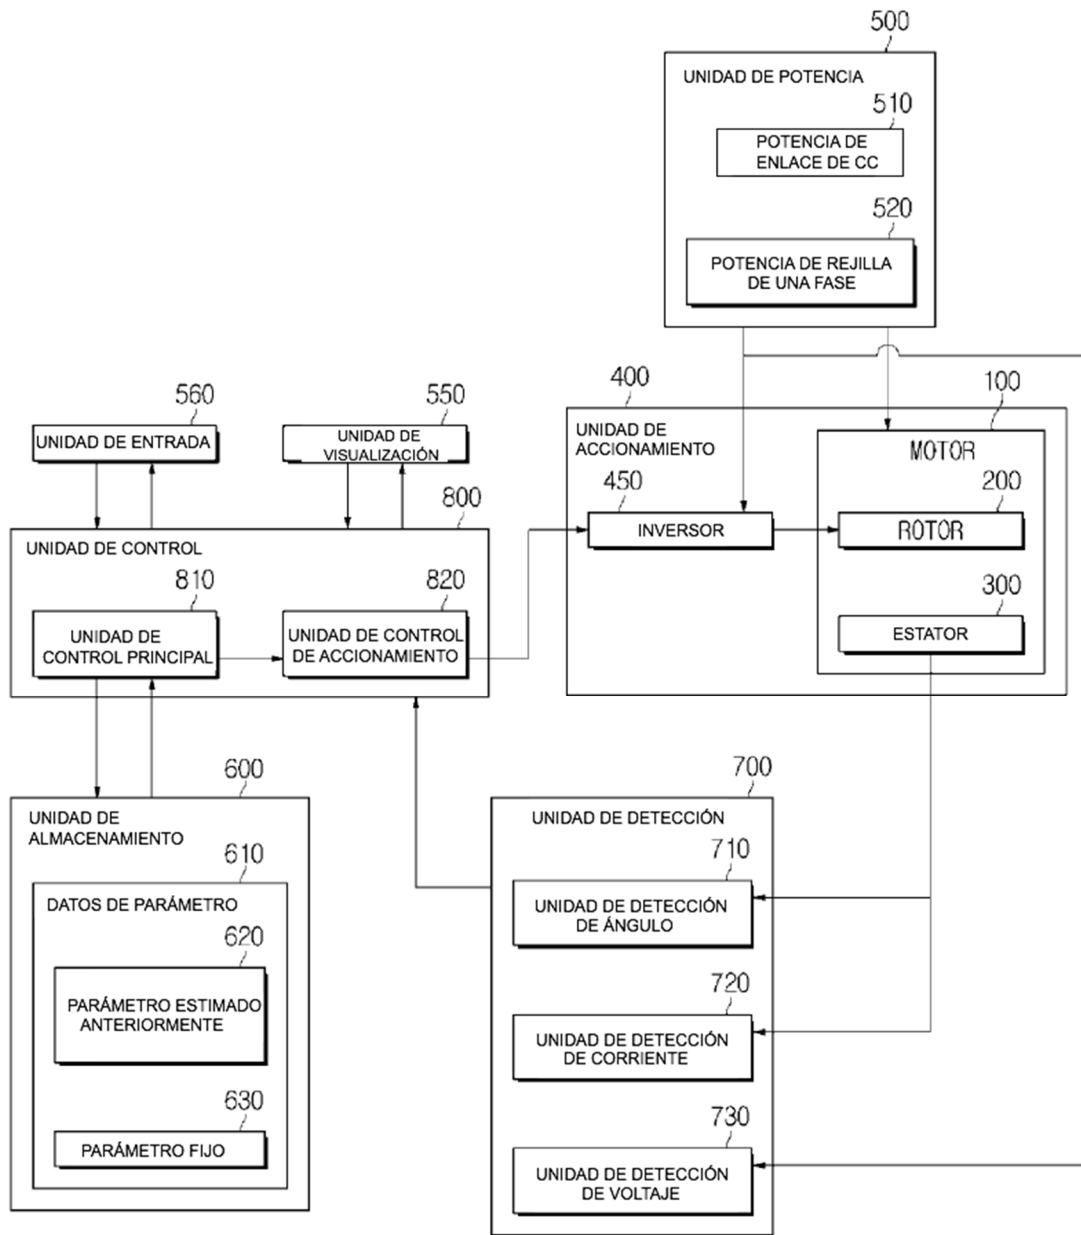 500
UNIDAD DE POTENCIA
510
POTENCIA DE
ENLACE DE CC
520
POTENCIA DE REJILLA
DE UNA FASE
560
UNIDAD DE ENTRADA
550
UNIDAD DE
VISUALIZACIÓN
400
UNIDAD DE
ACCIONAMIENTO
100
MOTOR
450
INVERSOR
200
ROTOR
300
ESTATOR
800
UNIDAD DE CONTROL
810
UNIDAD DE
CONTROL PRINCIPAL
820
UNIDAD DE CONTROL
DE ACCIONAMIENTO
600
UNIDAD DE
ALMACENAMIENTO
610
DATOS DE PARÁMETRO
620
PARÁMETRO ESTIMADO
ANTERIORMENTE
630
PARÁMETRO FIJO
700
UNIDAD DE DETECCIÓN
710
UNIDAD DE DETECCIÓN
DE ÁNGULO
720
UNIDAD DE DETECCIÓN
DE CORRIENTE
730
UNIDAD DE DETECCIÓN
DE VOLTAJE